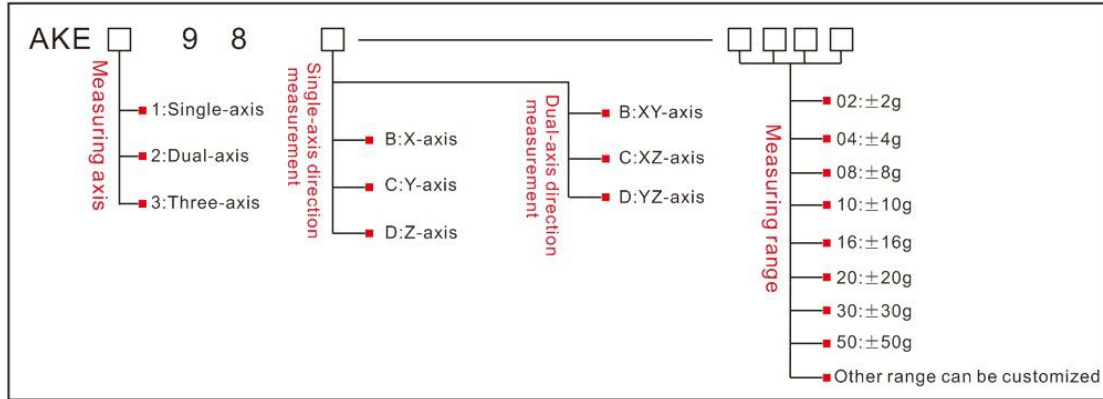 AKE□ 9 8 □ — □□□□
Measuring axis
1:Single-axis
2:Dual-axis
3:Three-axis
Single-axis direction
measurement
B:X-axis
C:Y-axis
D:Z-axis
Dual-axis direction
measurement
B:XY-axis
C:XZ-axis
D:YZ-axis
Measuring range
02:±2g
04:±4g
08:±8g
10:±10g
16:±16g
20:±20g
30:±30g
50:±50g
Other range can be customized